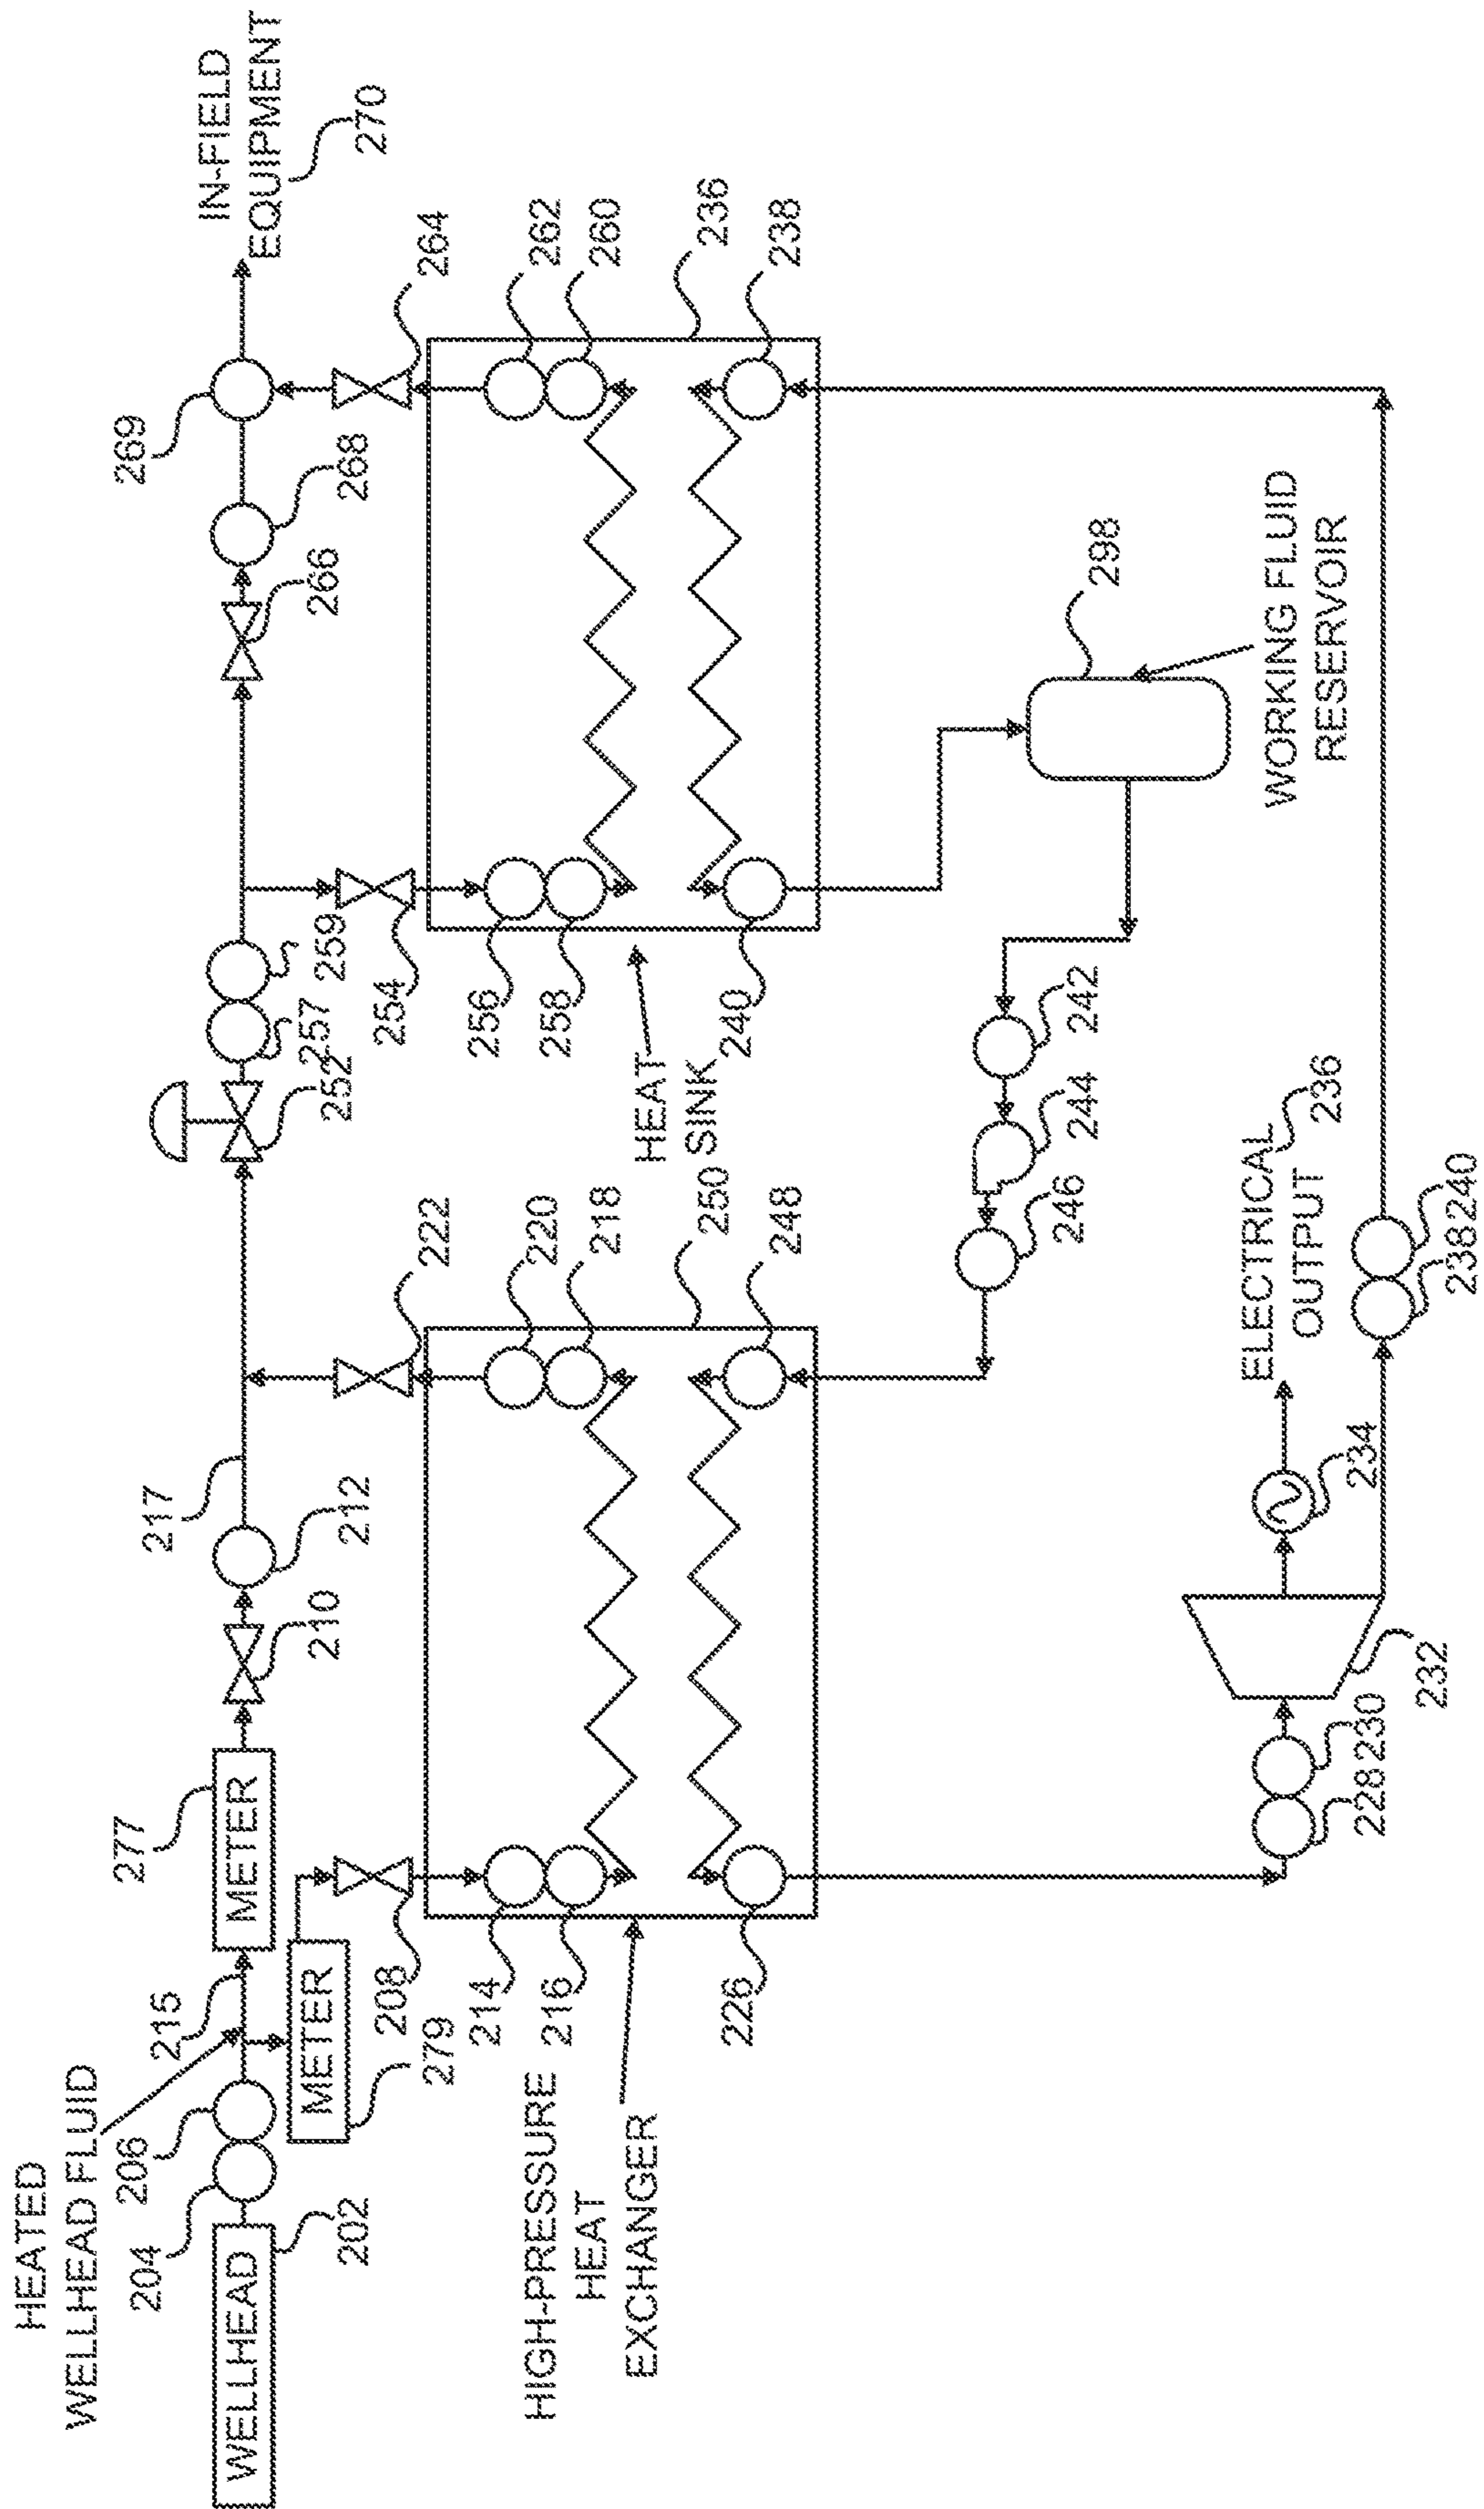 HEATED
WELLHEAD FLUID
WELLHEAD
202
204
206
215
METER
277
METER
279
210
212
217
208
222
252
257
259
254
266
268
269
264
IN-FIELD
EQUIPMENT
270
HIGH-PRESSURE
HEAT
EXCHANGER
214
216
226
220
218
250
248
HEAT
SINK
256
258
240
262
260
236
238
246
244
242
298
WORKING FLUID
RESERVOIR
228
230
232
234
ELECTRICAL
OUTPUT
236
238
240